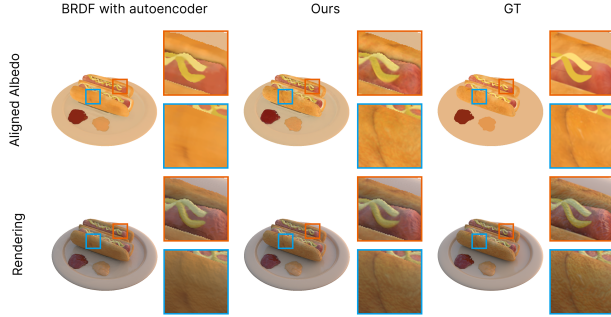 BRDF with autoencoder
Ours
GT
Aligned Albedo
Rendering